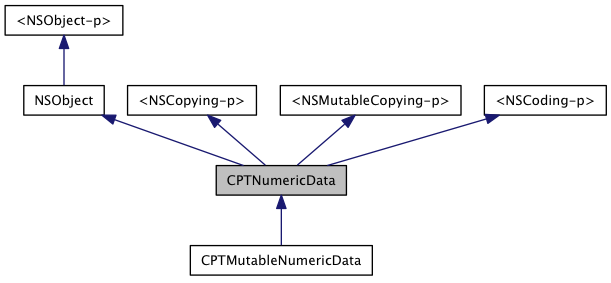 <NSObject-p>
NSObject
<NSCopying-p>
<NSMutableCopying-p>
<NSCoding-p>
CPTNumericData
CPTMutableNumericData